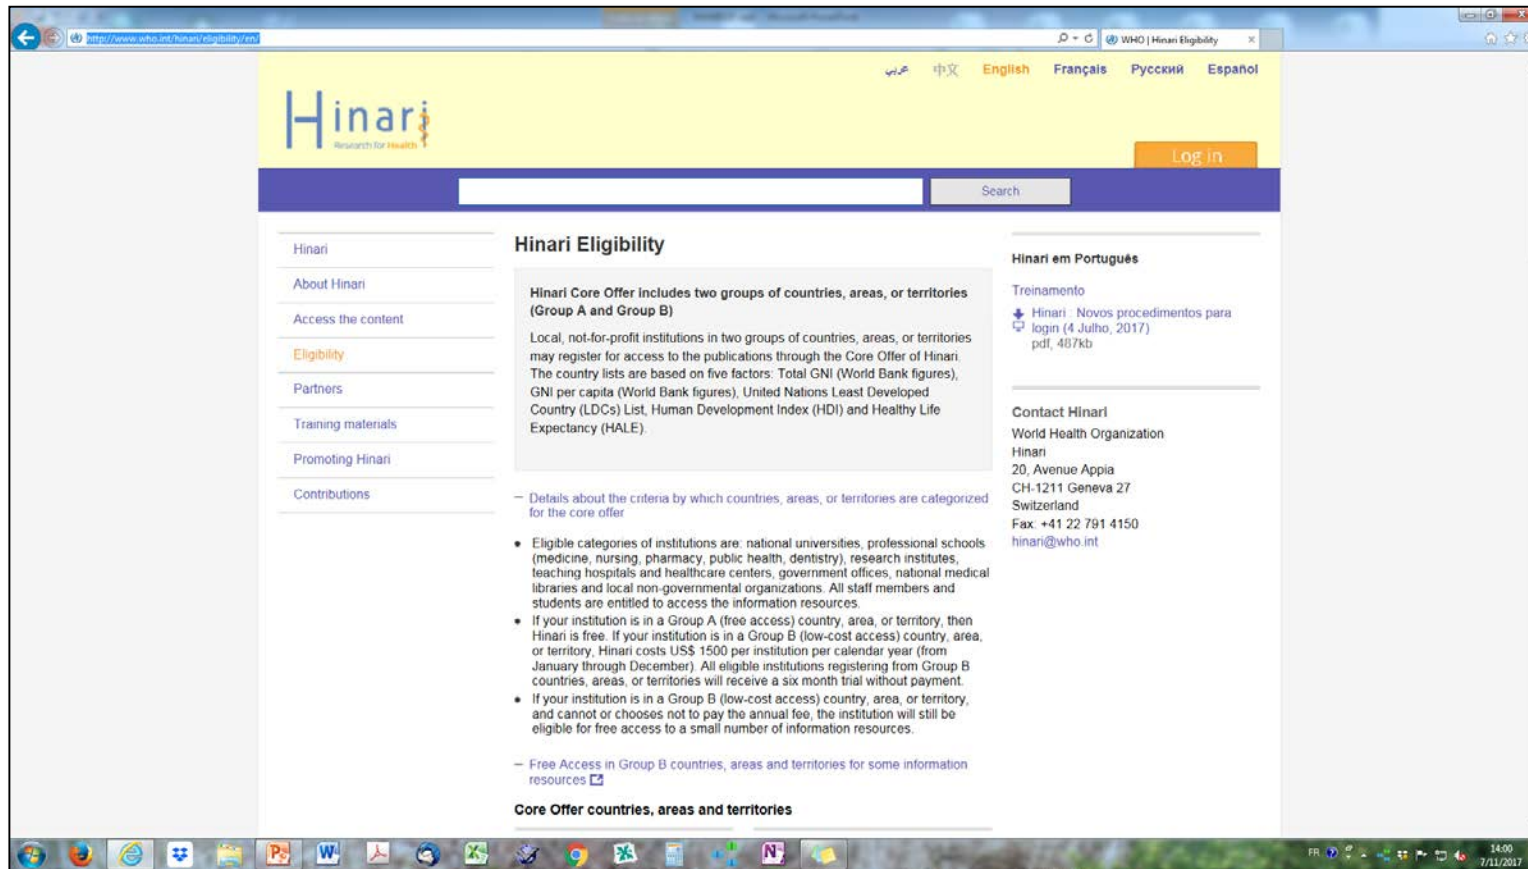 http://www.who.int/hinari/eligibility/en/
WHO | Hinari Eligibility
عربي 中文 English Français Русский Español
Hinari
Research for Health
Log in
Search
Hinari
About Hinari
Access the content
Eligibility
Partners
Training materials
Promoting Hinari
Contributions
Hinari Eligibility
Hinari Core Offer includes two groups of countries, areas, or territories
(Group A and Group B)
Local, not-for-profit institutions in two groups of countries, areas, or territories
may register for access to the publications through the Core Offer of Hinari.
The country lists are based on five factors: Total GNI (World Bank figures),
GNI per capita (World Bank figures), United Nations Least Developed
Country (LDCs) List, Human Development Index (HDI) and Healthy Life
Expectancy (HALE).
– Details about the criteria by which countries, areas, or territories are categorized
for the core offer
• Eligible categories of institutions are: national universities, professional schools
(medicine, nursing, pharmacy, public health, dentistry), research institutes,
teaching hospitals and healthcare centers, government offices, national medical
libraries and local non-governmental organizations. All staff members and
students are entitled to access the information resources.
• If your institution is in a Group A (free access) country, area, or territory, then
Hinari is free. If your institution is in a Group B (low-cost access) country, area,
or territory, Hinari costs US$ 1500 per institution per calendar year (from
January through December). All eligible institutions registering from Group B
countries, areas, or territories will receive a six month trial without payment.
• If your institution is in a Group B (low-cost access) country, area, or territory,
and cannot or chooses not to pay the annual fee, the institution will still be
eligible for free access to a small number of information resources.
– Free Access in Group B countries, areas and territories for some information
resources
Core Offer countries, areas and territories
Hinari em Português
Treinamento
Hinari : Novos procedimentos para
login (4 Julho, 2017)
pdf, 487kb
Contact Hinari
World Health Organization
Hinari
20, Avenue Appia
CH-1211 Geneva 27
Switzerland
Fax: +41 22 791 4150
hinari@who.int
FR
14:00
7/11/2017